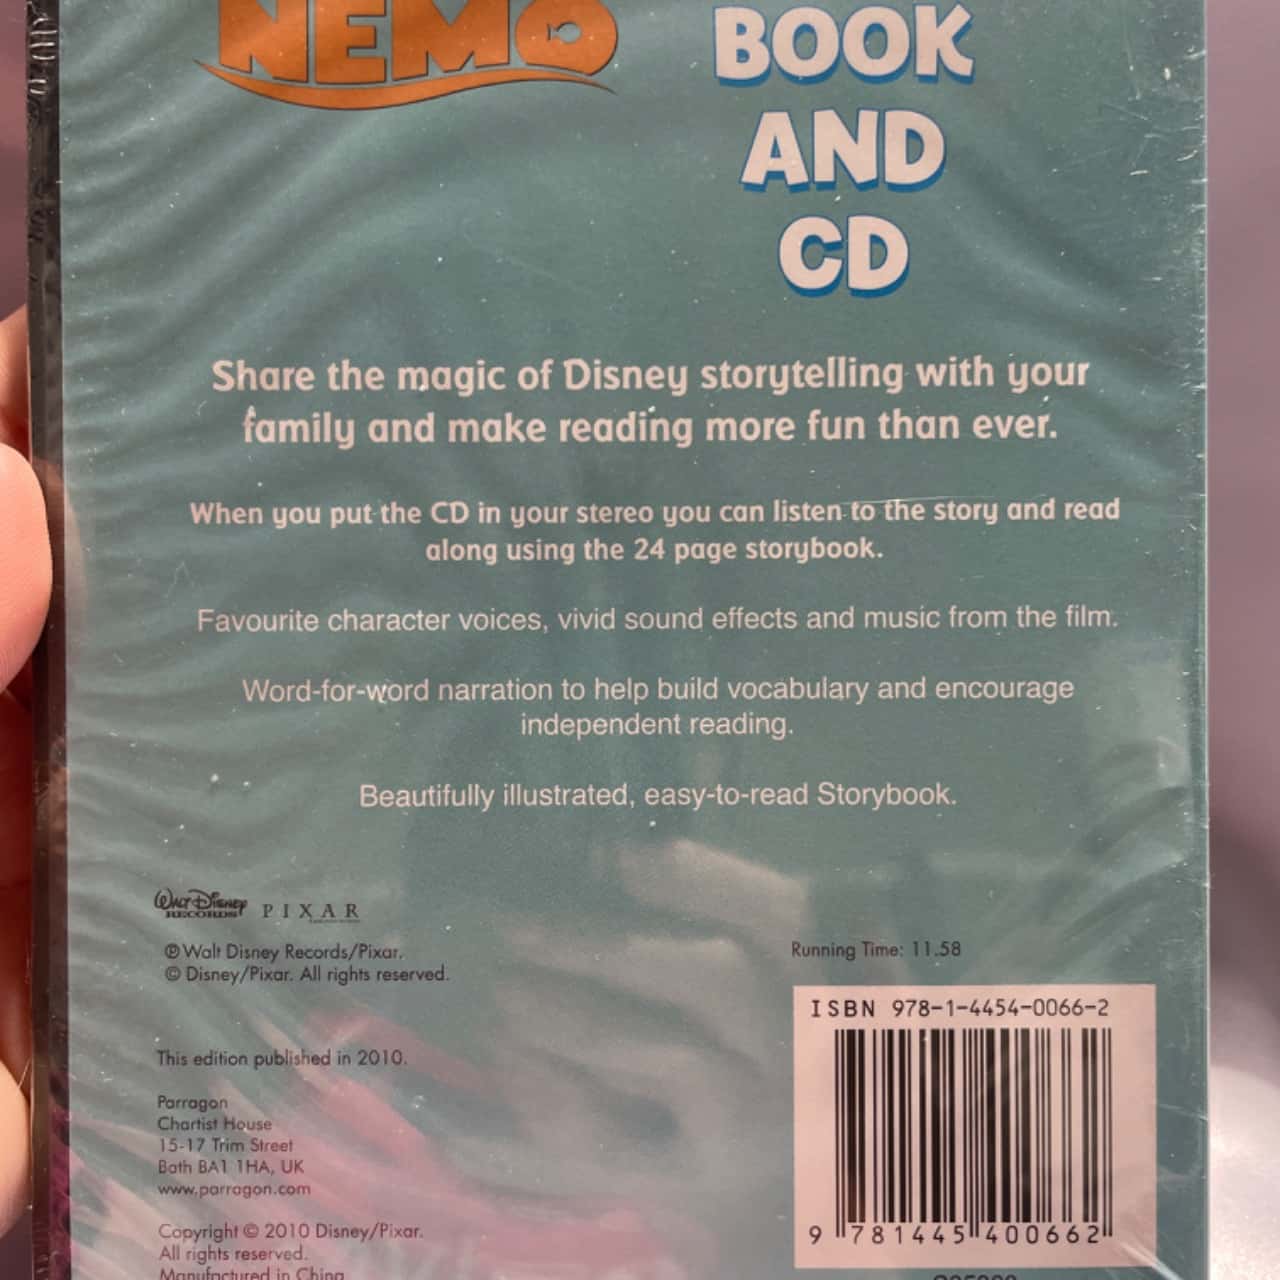 NEMO
BOOK
AND
CD
Share the magic of Disney storytelling with your
family and make reading more fun than ever.
When you put the CD in your stereo you can listen to the story and read
along using the 24 page storybook.
Favourite character voices, vivid sound effects and music from the film.
Word-for-word narration to help build vocabulary and encourage
independent reading.
Beautifully illustrated, easy-to-read Storybook.
WALT DISNEY
RECORDS
PIXAR
℗ Walt Disney Records/Pixar.
© Disney/Pixar. All rights reserved.
Running Time: 11.58
ISBN 978-1-4454-0066-2
9 781445 400662
This edition published in 2010.
Parragon
Chartist House
15-17 Trim Street
Bath BA1 1HA, UK
www.parragon.com
Copyright © 2010 Disney/Pixar.
All rights reserved.
Manufactured in China